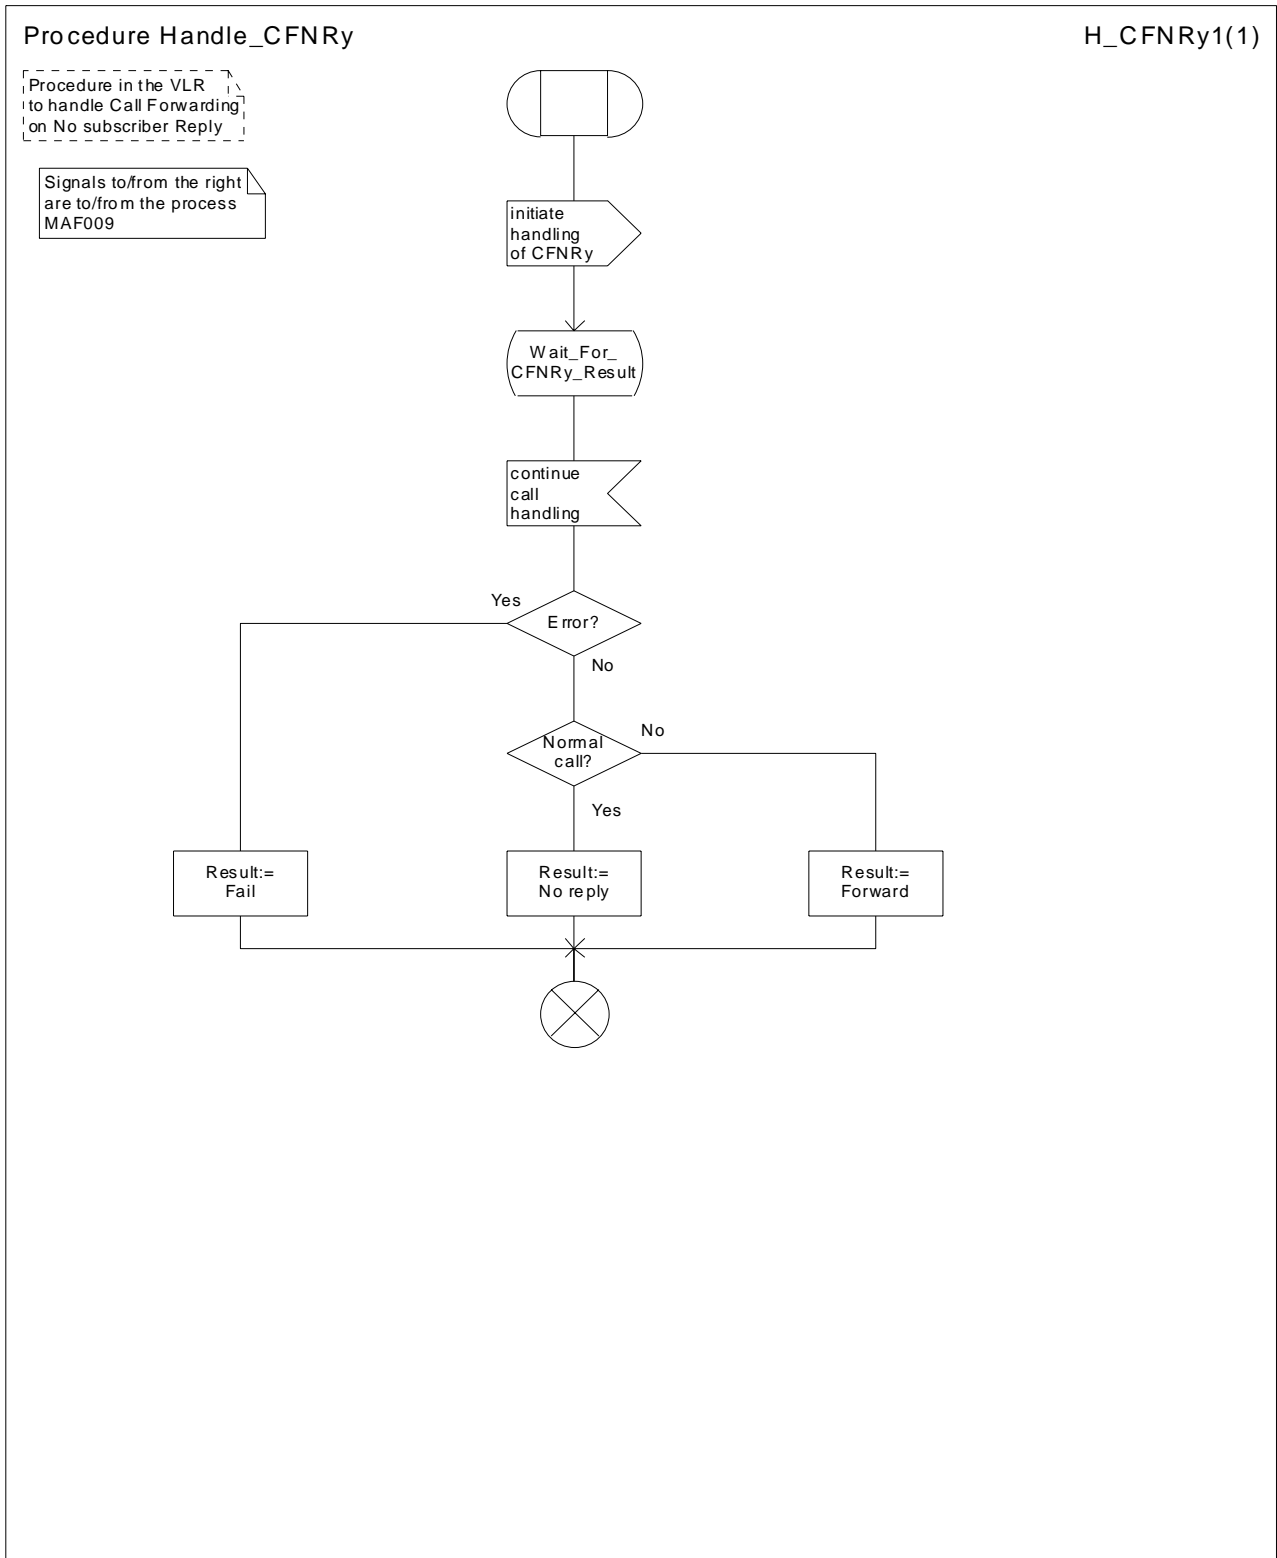 Procedure Handle_CFNRy
H_CFNRy1(1)
Procedure in the VLR
to handle Call Forwarding
on No subscriber Reply
Signals to/from the right
are to/from the process
MAF009
initiate
handling
of CFNRy
Wait_For_
CFNRy_Result
continue
call
handling
Yes
Error?
No
No
Normal
call?
Yes
Result:=
Fail
Result:=
No reply
Result:=
Forward